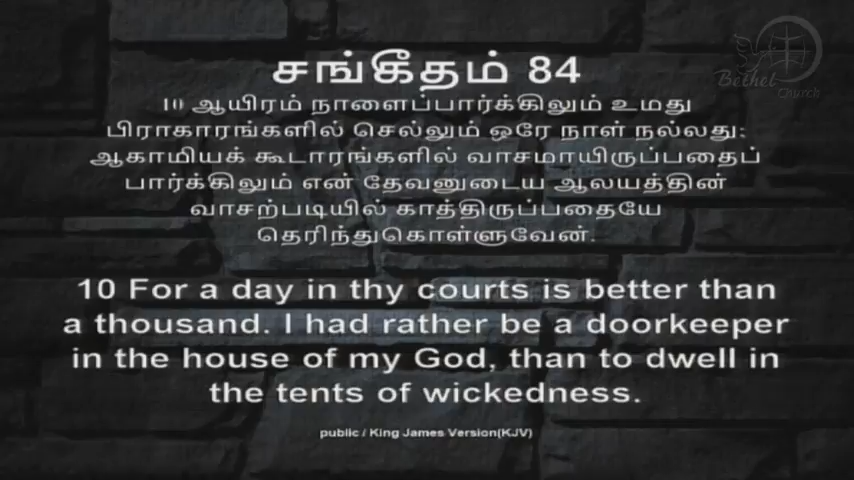 சங்கீதம் 84
10 ஆயிரம் நாளைப்பார்க்கிலும் உமது
பிராகாரங்களில் செல்லும் ஒரே நாள் நல்லது;
ஆகாமியக் கூடாரங்களில் வாசமாயிருப்பதைப்
பார்க்கிலும் என் தேவனுடைய ஆலயத்தின்
வாசற்படியில் காத்திருப்பதையே
தெரிந்துகொள்ளுவேன்.
10 For a day in thy courts is better than
a thousand. I had rather be a doorkeeper
in the house of my God, than to dwell in
the tents of wickedness.
public / King James Version(KJV)
Bethel
Church